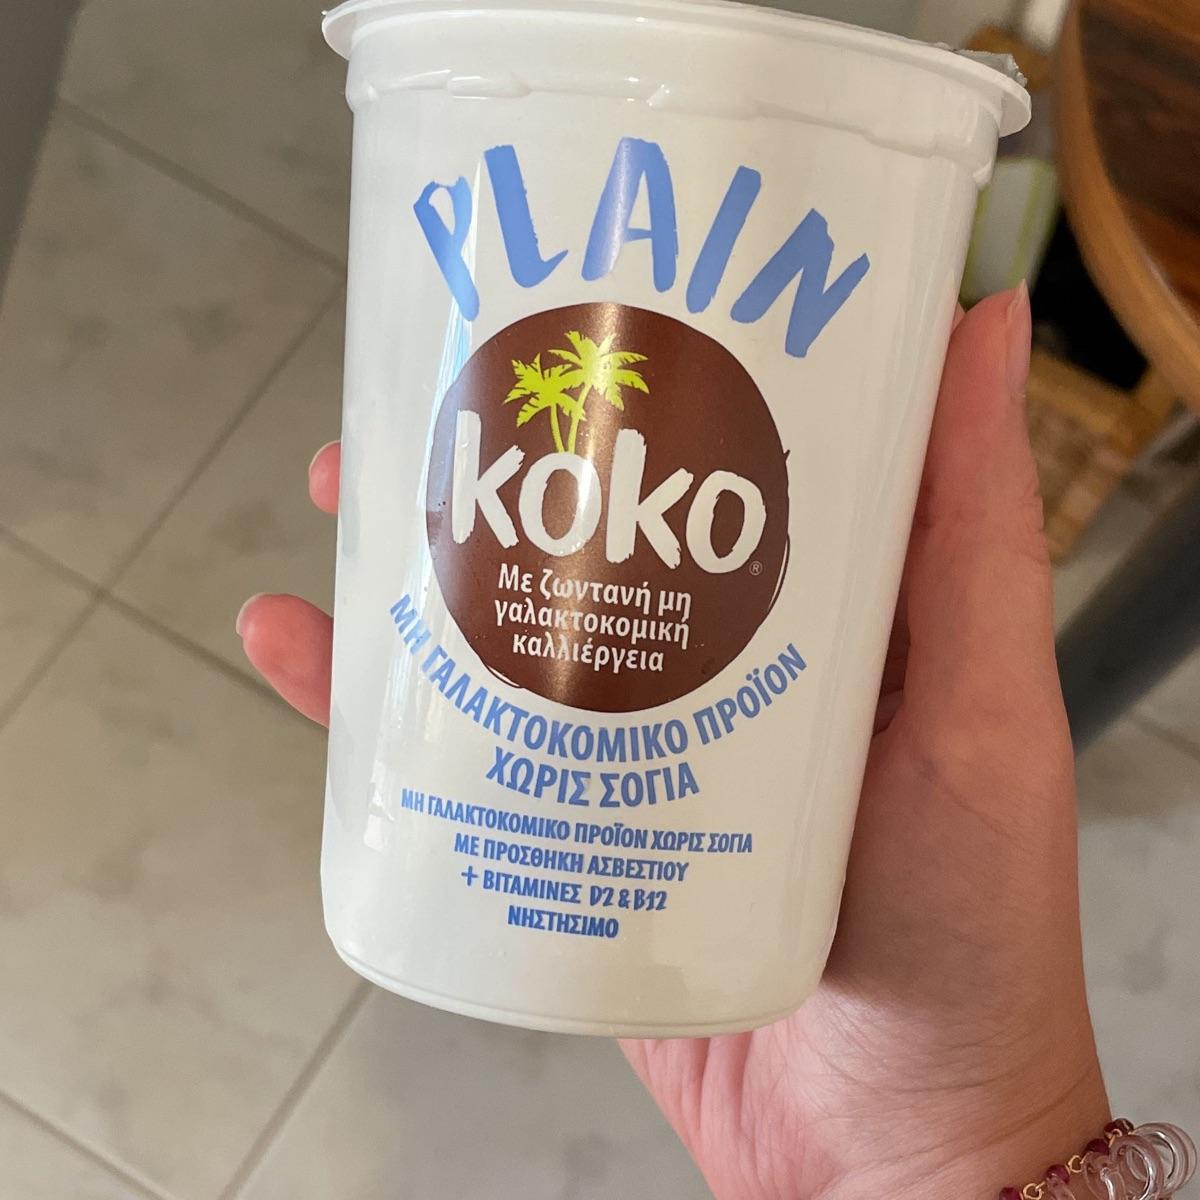 PLAIN
koko®
Με ζωντανή μη
γαλακτοκομική
καλλιέργεια
ΜΗ ΓΑΛΑΚΤΟΚΟΜΙΚΟ ΠΡΟΪΟΝ
ΧΩΡΙΣ ΣΟΓΙΑ
ΜΗ ΓΑΛΑΚΤΟΚΟΜΙΚΟ ΠΡΟΪΟΝ ΧΩΡΙΣ ΣΟΓΙΑ
ΜΕ ΠΡΟΣΘΗΚΗ ΑΣΒΕΣΤΙΟΥ
+ ΒΙΤΑΜΙΝΕΣ D2 & B12
ΝΗΣΤΗΣΙΜΟ